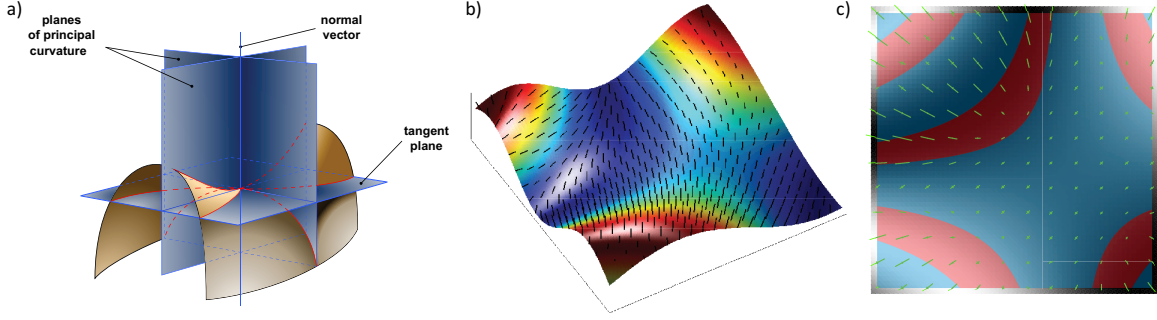 a)
planes
of principal
curvature
normal
vector
tangent
plane
b)
c)